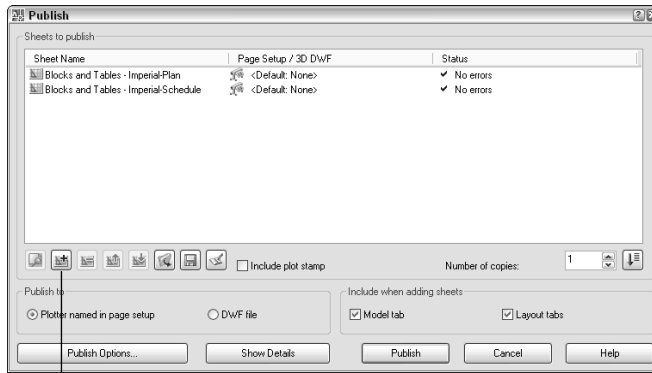 Publish
Sheets to publish
Sheet Name Page Setup / 3D DWF Status
Blocks and Tables - Imperial-Plan <Default: None> No errors
Blocks and Tables - Imperial-Schedule <Default: None> No errors
Include plot stamp Number of copies: 1
Publish to Include when adding sheets
Plotter named in page setup DWF file Model tab Layout tabs
Publish Options... Show Details Publish Cancel Help